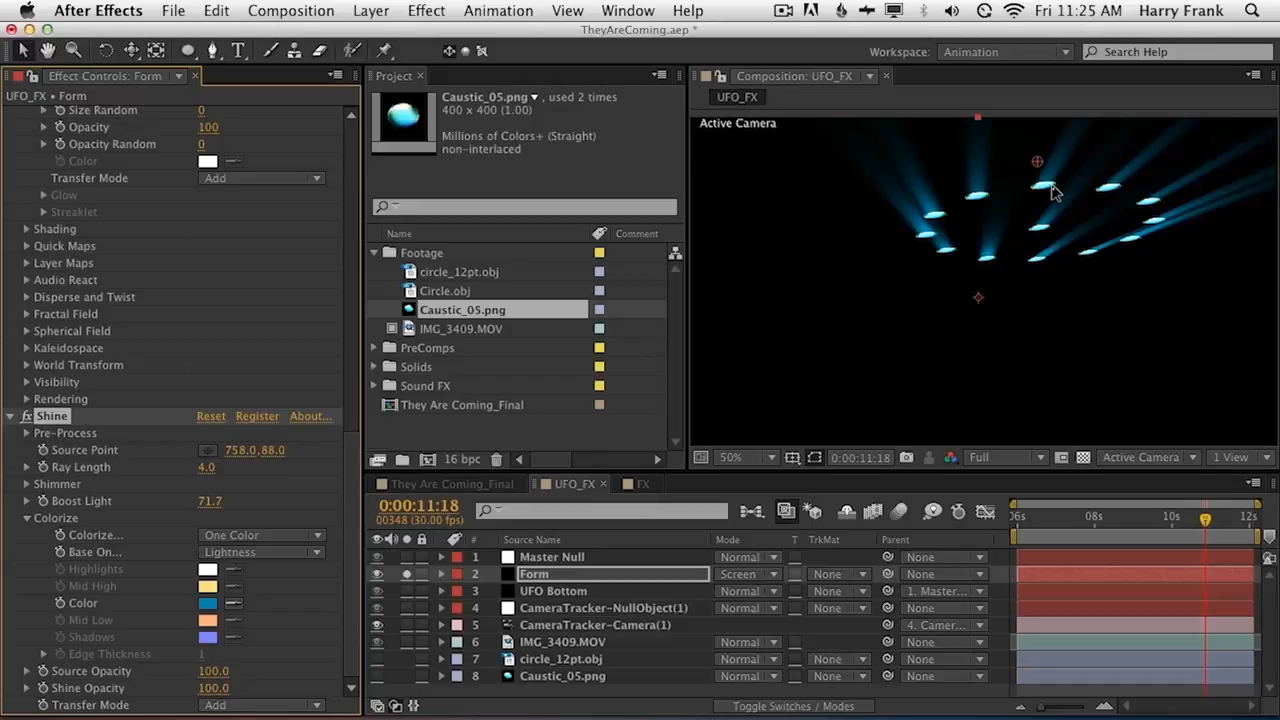 After Effects File Edit Composition Layer Effect Animation View Window Help Fri 11:25 AM Harry Frank
TheyAreComing.aep *
Workspace: Animation Search Help
Effect Controls: Form
UFO_FX • Form
Size Random 0
Opacity 100
Opacity Random 0
Color
Transfer Mode Add
Glow
Streaklet
Shading
Quick Maps
Layer Maps
Audio React
Disperse and Twist
Fractal Field
Spherical Field
Kaleidospace
World Transform
Visibility
Rendering
fx Shine Reset Register About...
Pre-Process
Source Point 758.0,88.0
Ray Length 4.0
Shimmer
Boost Light 71.7
Colorize
Colorize... One Color
Base On... Lightness
Highlights
Mid High
Color
Mid Low
Shadows
Edge Thickness 1
Source Opacity 100.0
Shine Opacity 100.0
Transfer Mode Add
Project
Caustic_05.png , used 2 times
400 x 400 (1.00)
Millions of Colors+ (Straight)
non-interlaced
Name Comment
Footage
circle_12pt.obj
Circle.obj
Caustic_05.png
IMG_3409.MOV
PreComps
Solids
Sound FX
They Are Coming_Final
16 bpc
Composition: UFO_FX
UFO_FX
Active Camera
50% 0:00:11:18 Full Active Camera 1 View
They Are Coming_Final UFO_FX FX
0:00:11:18
00348 (30.00 fps)
06s 08s 10s 12s
# Source Name Mode T TrkMat Parent
1 Master Null Normal None
2 Form Screen None None
3 UFO Bottom Normal None 1. Master...
4 CameraTracker-NullObject(1) Normal None None
5 CameraTracker-Camera(1) 4. Camer...
6 IMG_3409.MOV Normal None
7 circle_12pt.obj Normal None None
8 Caustic_05.png Normal None None
Toggle Switches / Modes